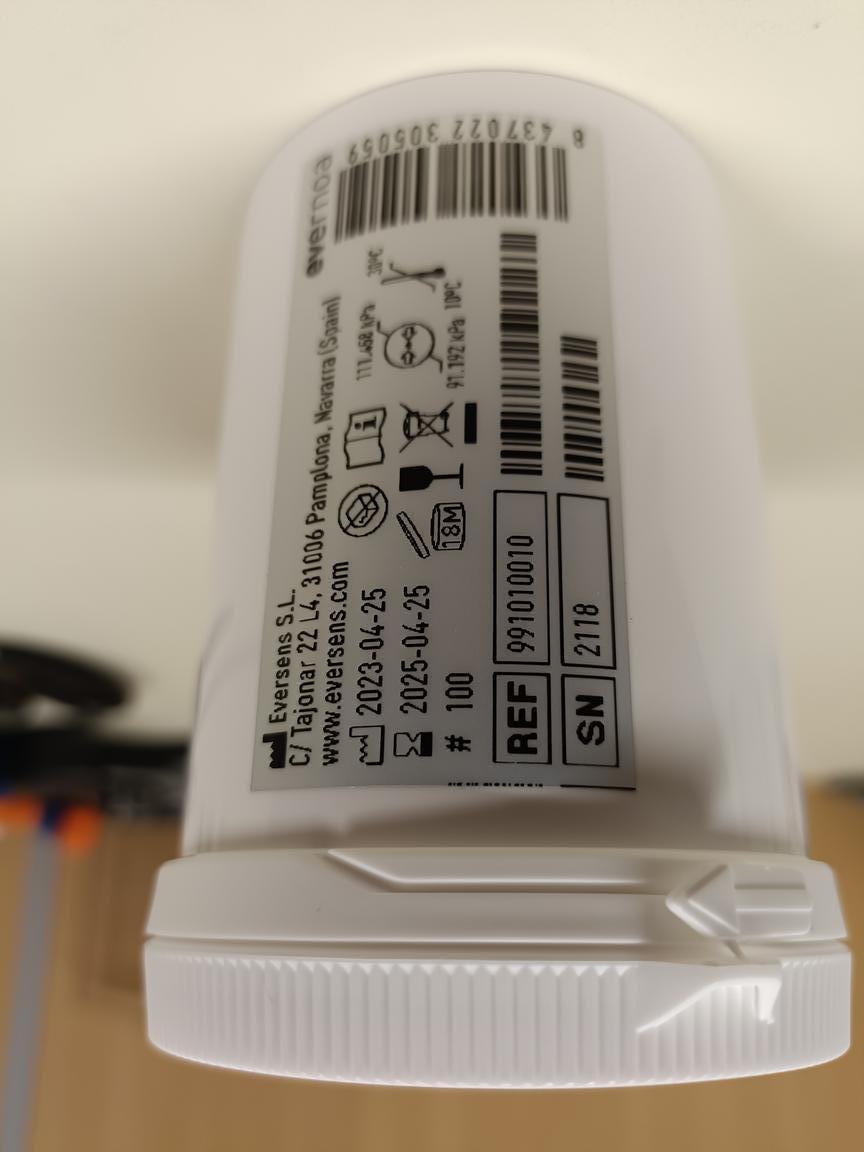 Eversens S.L.
C/ Tajonar 22 L4, 31006 Pamplona, Navarra (Spain)
www.eversens.com
evernoa
2023-04-25
2025-04-25
# 100
18M
111.458 kPa
91.192 kPa
30ºC
10ºC
REF 991010010
SN 2118
8 437022 305059